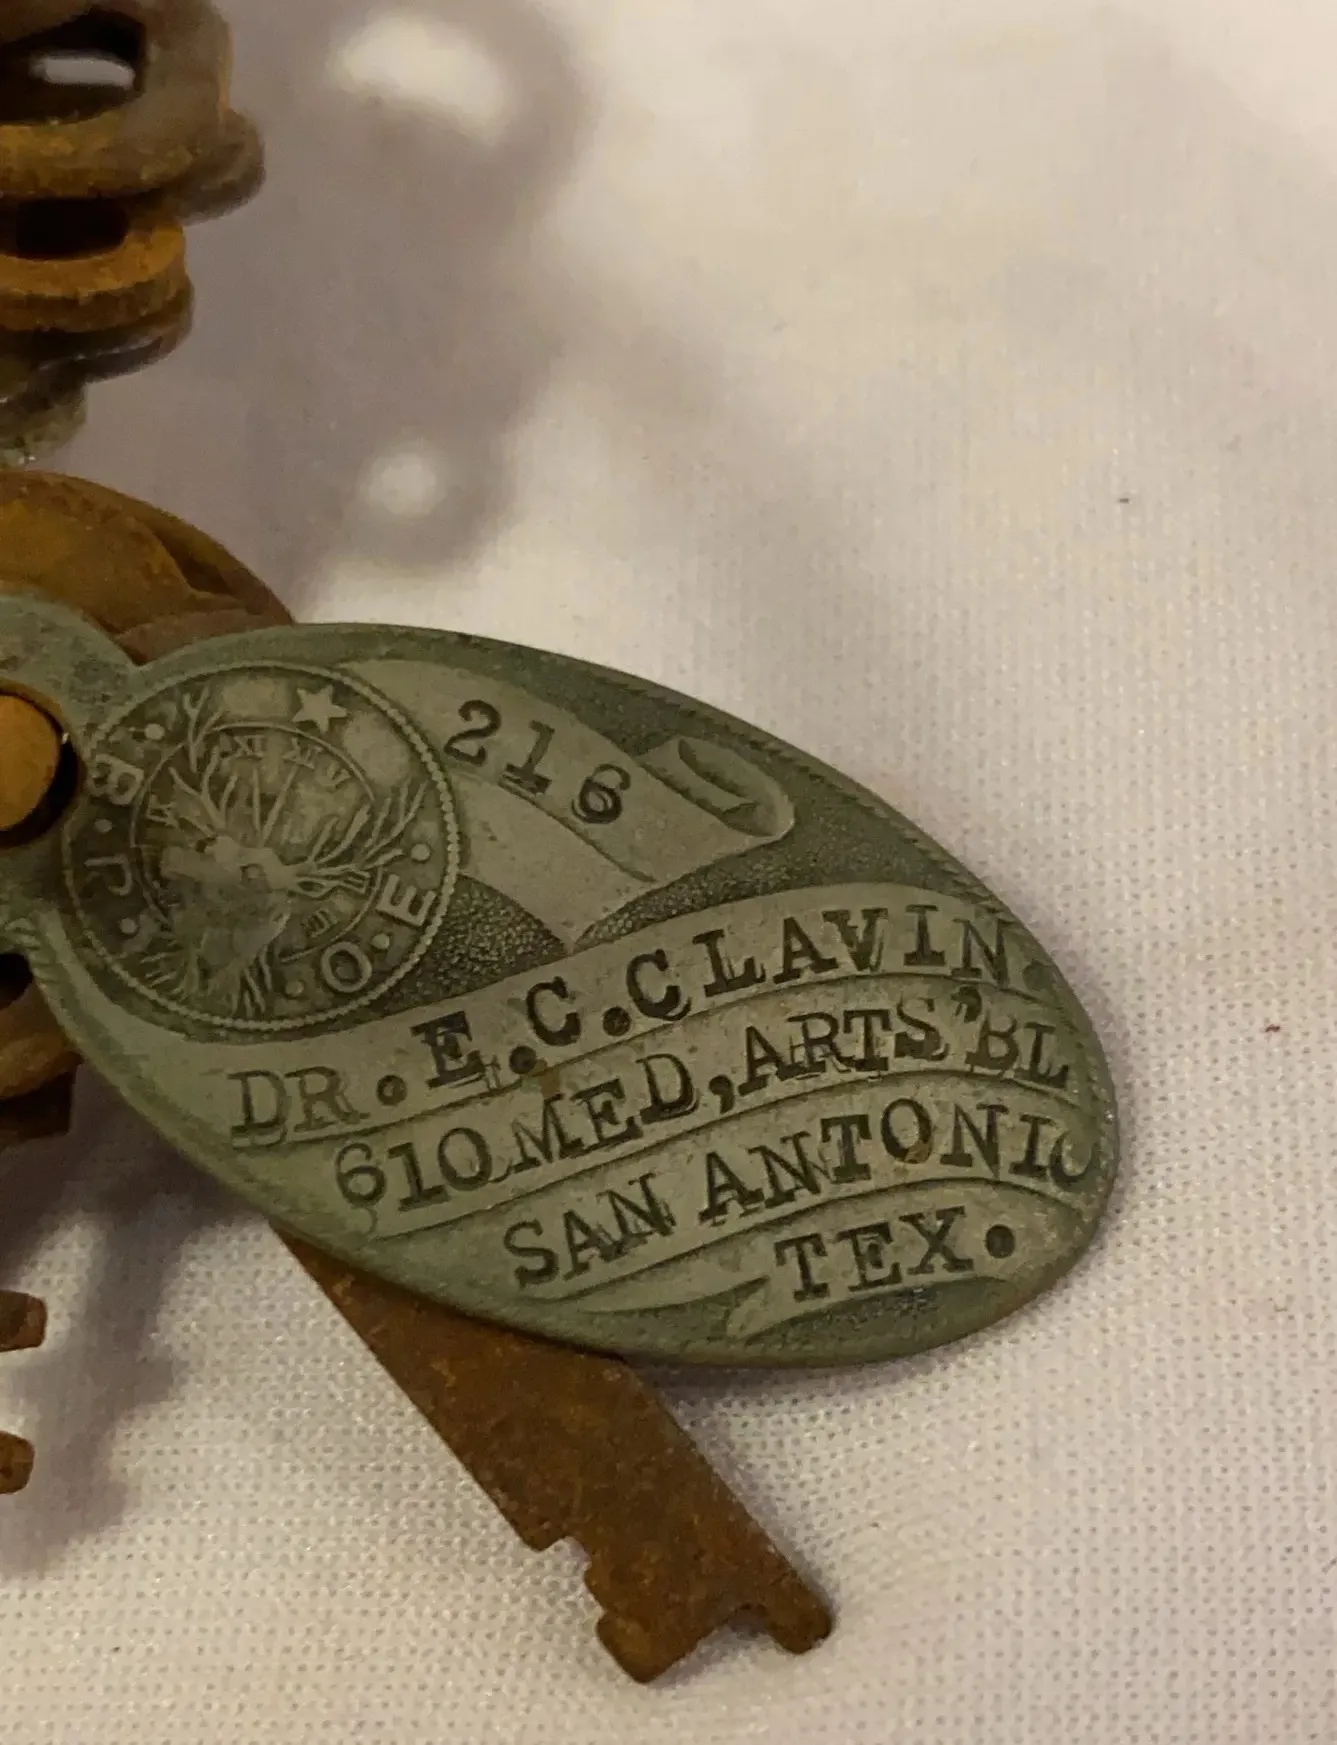 B.P.O.E.
216
DR.E.C.CLAVIN.
610 MED,ARTS"BL
SAN ANTONIO
TEX.